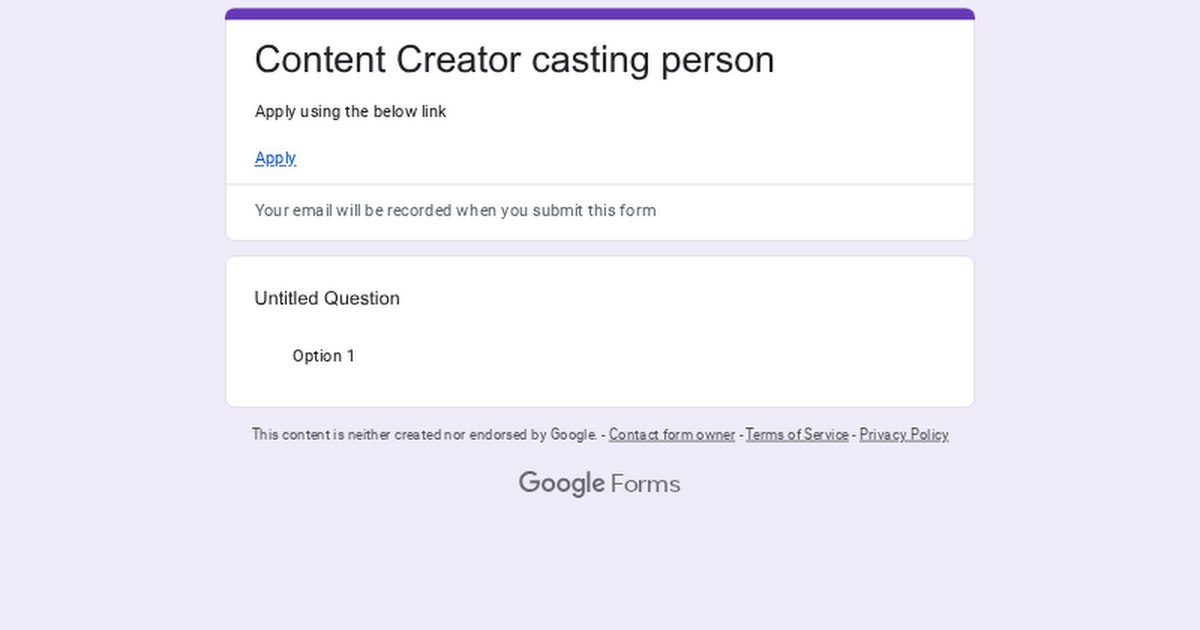 Content Creator casting person
Apply using the below link
Apply
Your email will be recorded when you submit this form
Untitled Question
Option 1
This content is neither created nor endorsed by Google. - Contact form owner - Terms of Service - Privacy Policy
Google Forms